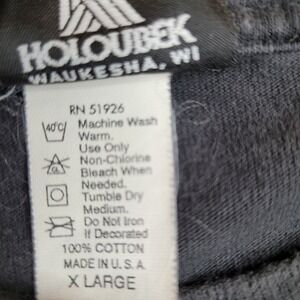 HOLOUBEK
WAUKESHA, WI
RN 51926
40°C Machine Wash
Warm.
Use Only
CL Non-Chlorine
Bleach When
Needed.
Tumble Dry
Medium.
Do Not Iron
If Decorated
100% COTTON
MADE IN U.S.A.
X LARGE